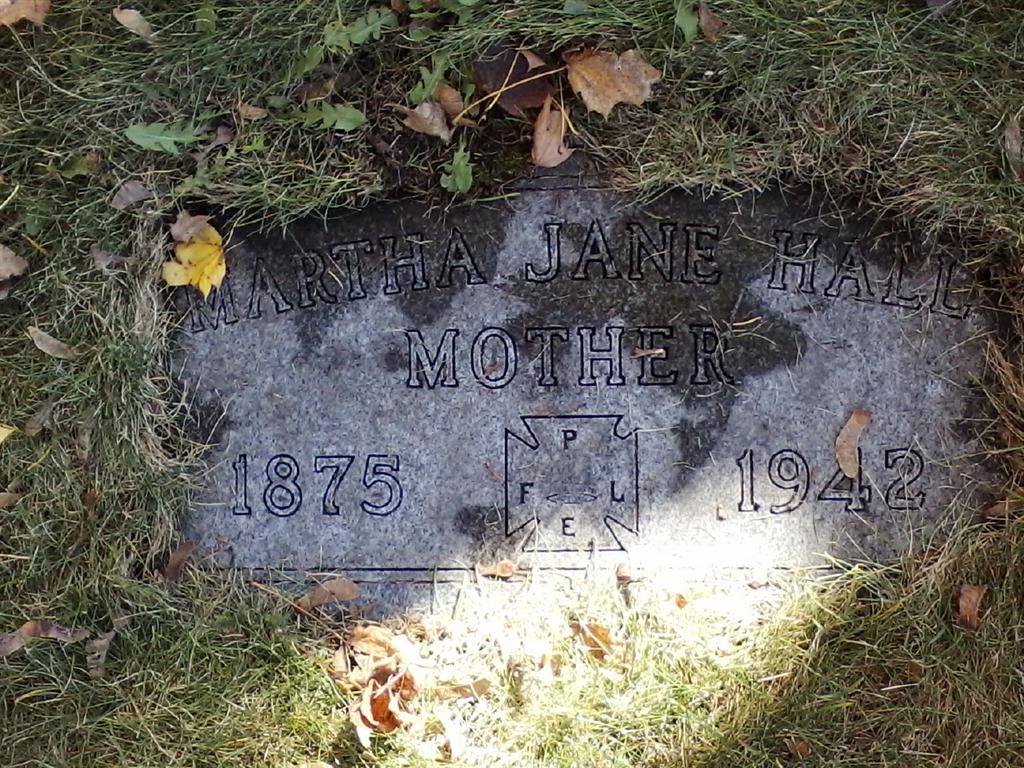 MARTHA JANE HALL
MOTHER
1875 1942
P
F L
E